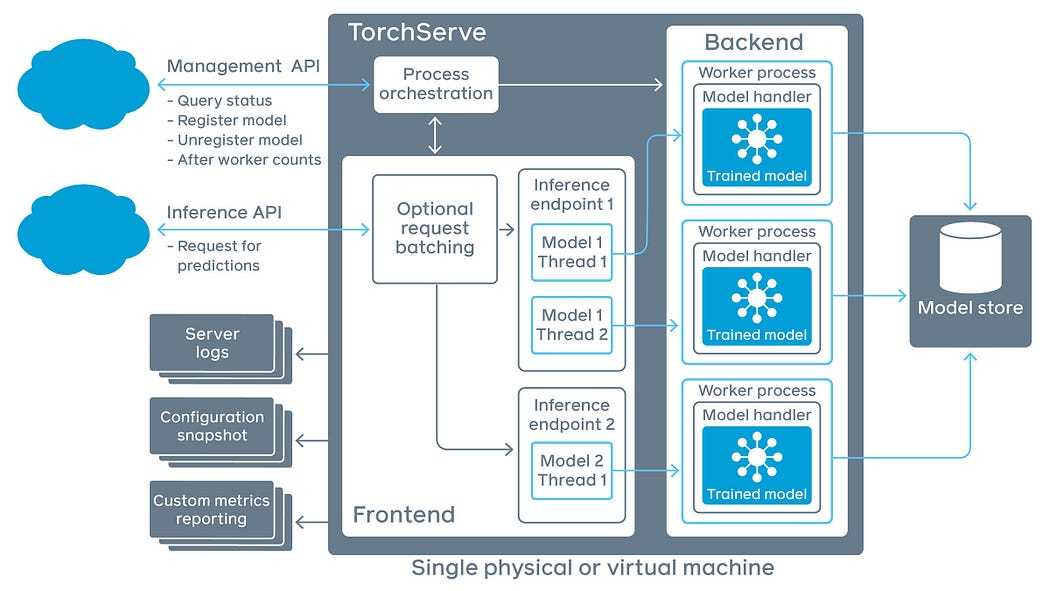 TorchServe
Management API
- Query status
- Register model
- Unregister model
- After worker counts
Inference API
- Request for
predictions
Server
logs
Configuration
snapshot
Custom metrics
reporting
Process
orchestration
Optional
request
batching
Inference
endpoint 1
Model 1
Thread 1
Model 1
Thread 2
Inference
endpoint 2
Model 2
Thread 1
Frontend
Backend
Worker process
Model handler
Trained model
Worker process
Model handler
Trained model
Worker process
Model handler
Trained model
Model store
Single physical or virtual machine